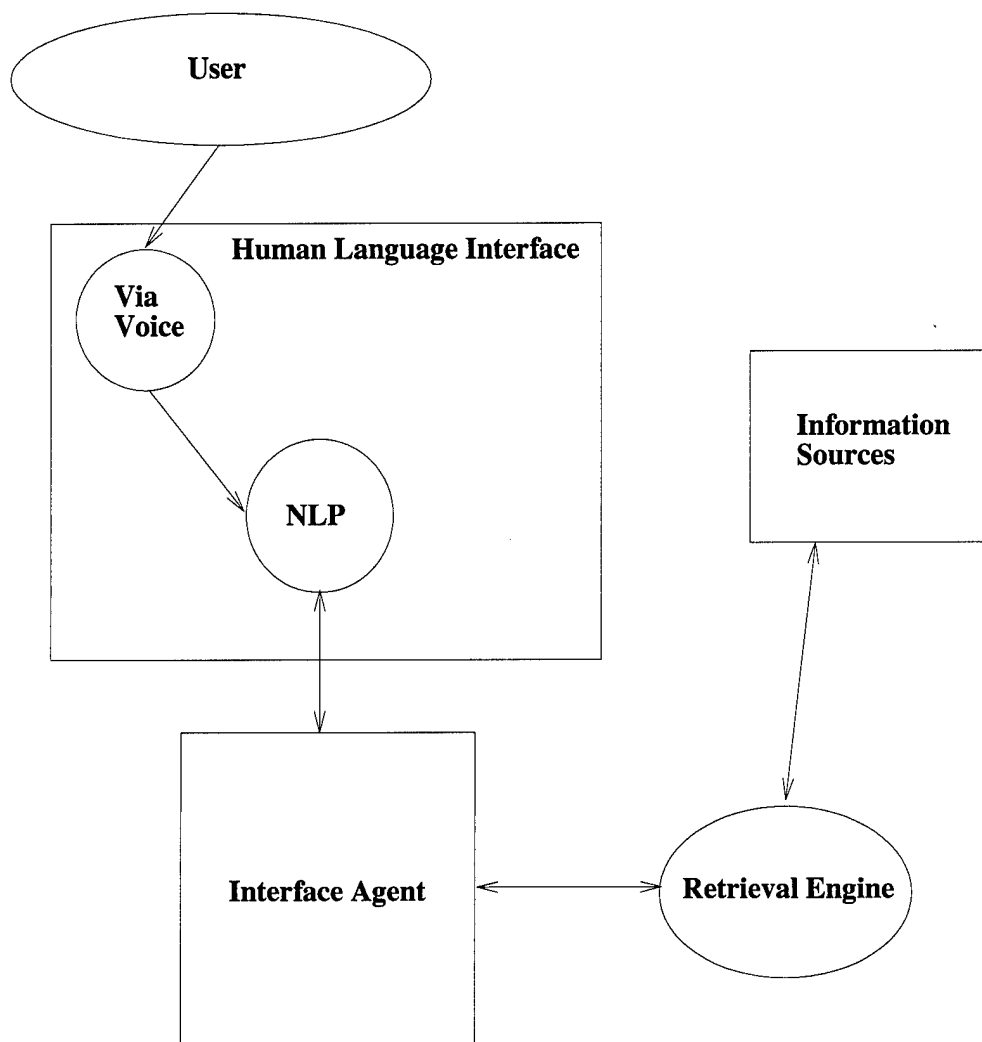 User
Human Language Interface
Via
Voice
NLP
Information
Sources
Interface Agent
Retrieval Engine